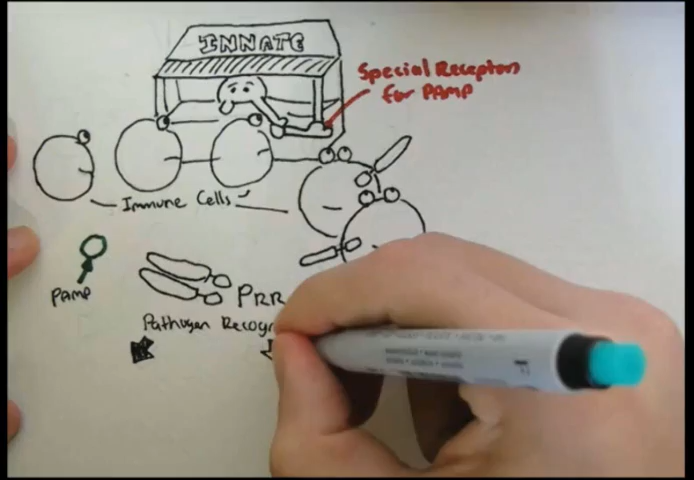 INNATE
Special Receptors
for PAMP
Immune Cells
PAMP
PRR
Pathogen Recogn